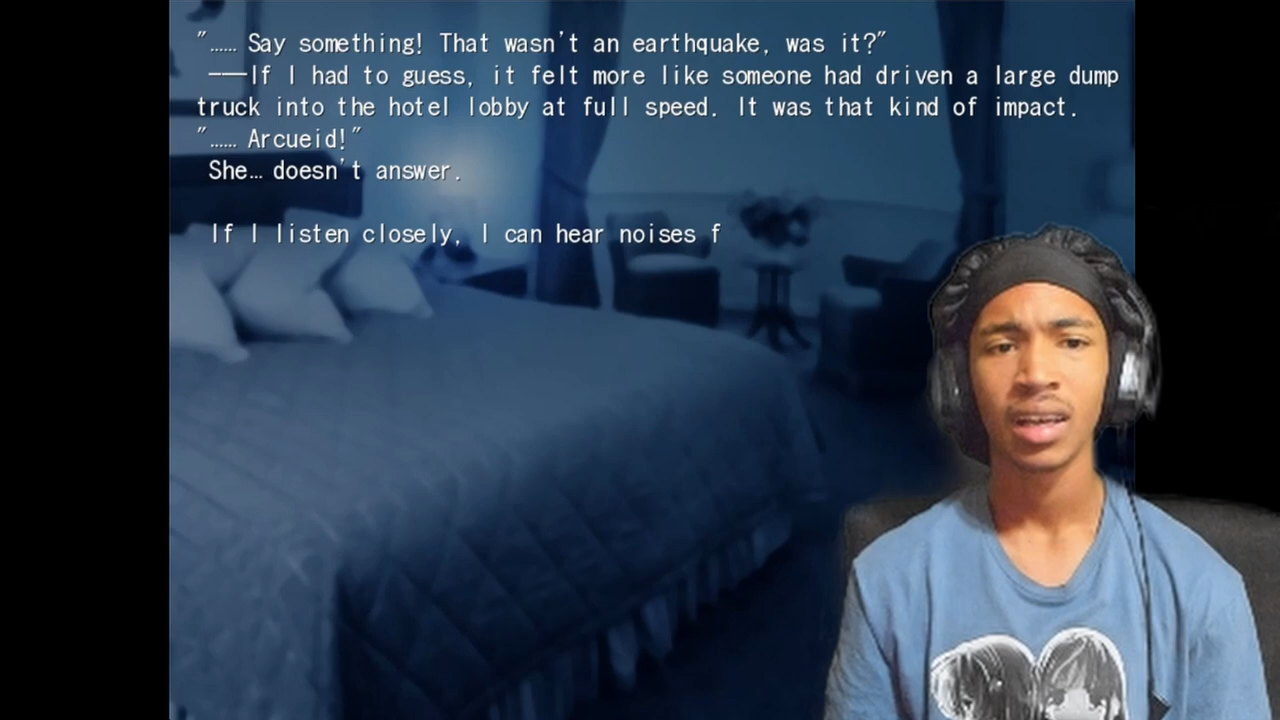 "…… Say something! That wasn't an earthquake, was it?"
――If I had to guess, it felt more like someone had driven a large dump
truck into the hotel lobby at full speed. It was that kind of impact.
"…… Arcueid!"
She… doesn't answer.
If I listen closely, I can hear noises f